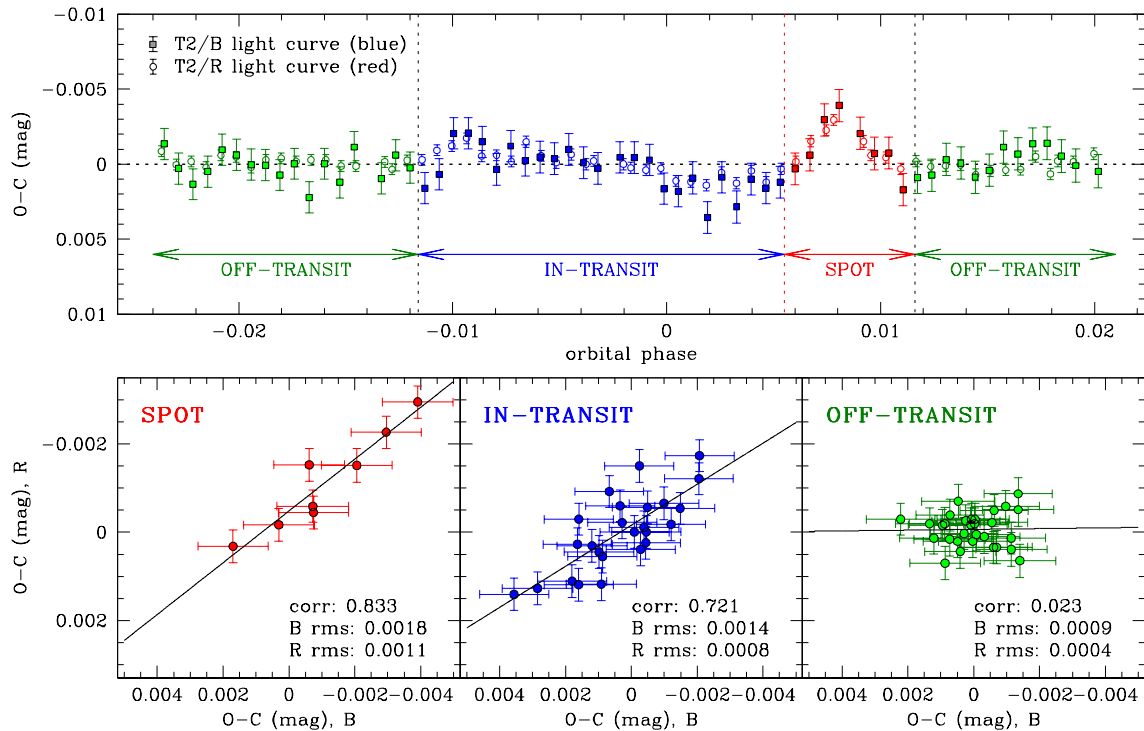 −0.01
−0.005
0
0.005
0.01
O−C (mag)
T2/B light curve (blue)
T2/R light curve (red)
OFF−TRANSIT
IN−TRANSIT
SPOT
OFF−TRANSIT
−0.02
−0.01
0
0.01
0.02
orbital phase
SPOT
IN−TRANSIT
OFF−TRANSIT
−0.002
0
0.002
O−C (mag), R
corr: 0.833
B rms: 0.0018
R rms: 0.0011
corr: 0.721
B rms: 0.0014
R rms: 0.0008
corr: 0.023
B rms: 0.0009
R rms: 0.0004
0.004 0.002 0 −0.002 −0.004
0.004 0.002 0 −0.002 −0.004
0.004 0.002 0 −0.002 −0.004
O−C (mag), B
O−C (mag), B
O−C (mag), B